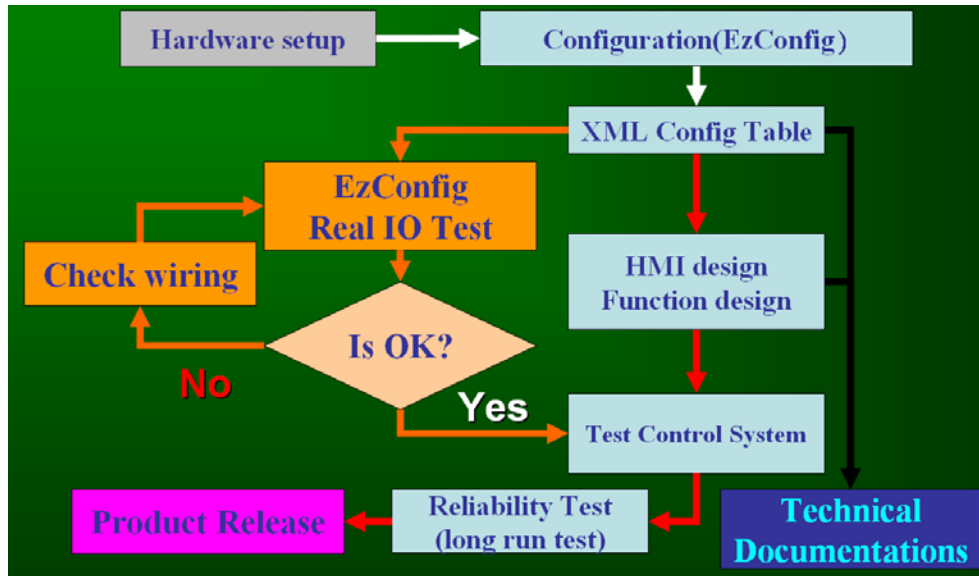 Hardware setup
Configuration(EzConfig)
XML Config Table
EzConfig
Real IO Test
Check wiring
HMI design
Function design
Is OK?
No
Yes
Test Control System
Product Release
Reliability Test
(long run test)
Technical
Documentations